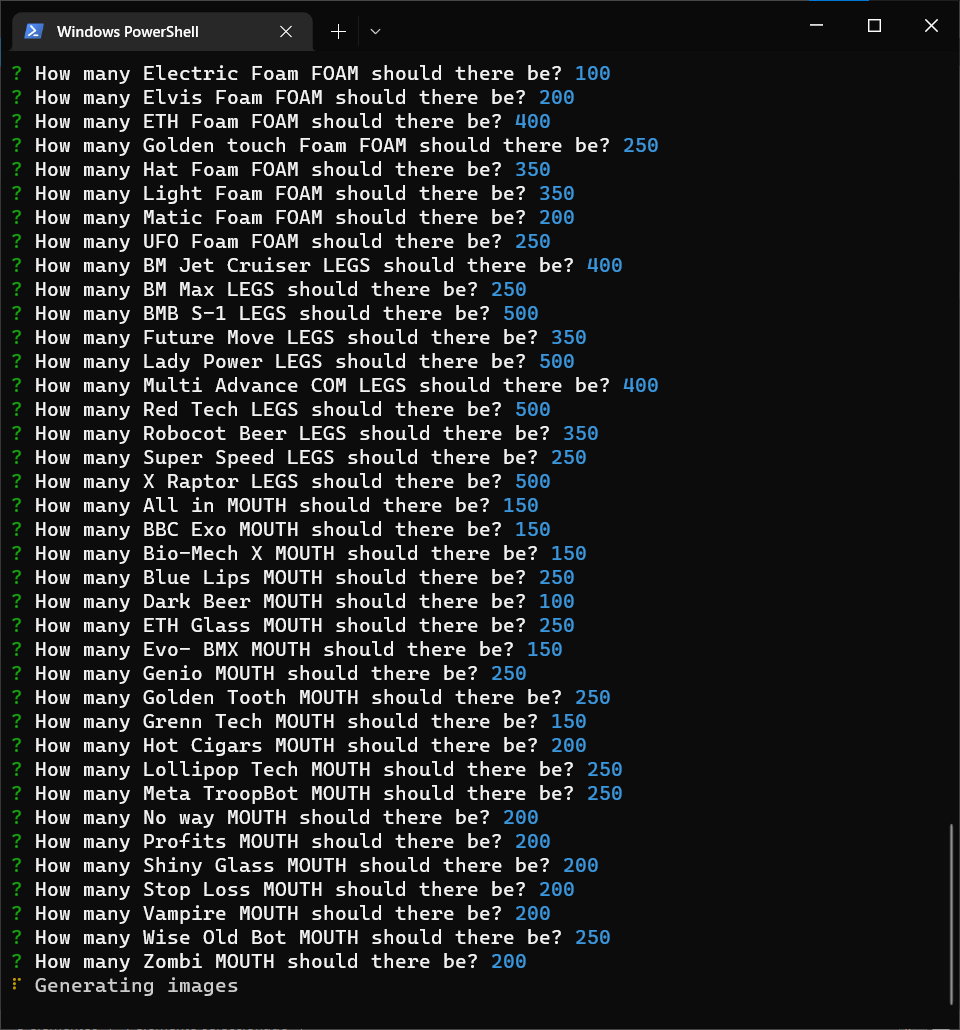 Windows PowerShell
? How many Electric Foam FOAM should there be? 100
? How many Elvis Foam FOAM should there be? 200
? How many ETH Foam FOAM should there be? 400
? How many Golden touch Foam FOAM should there be? 250
? How many Hat Foam FOAM should there be? 350
? How many Light Foam FOAM should there be? 350
? How many Matic Foam FOAM should there be? 200
? How many UFO Foam FOAM should there be? 250
? How many BM Jet Cruiser LEGS should there be? 400
? How many BM Max LEGS should there be? 250
? How many BMB S-1 LEGS should there be? 500
? How many Future Move LEGS should there be? 350
? How many Lady Power LEGS should there be? 500
? How many Multi Advance COM LEGS should there be? 400
? How many Red Tech LEGS should there be? 500
? How many Robocot Beer LEGS should there be? 350
? How many Super Speed LEGS should there be? 250
? How many X Raptor LEGS should there be? 500
? How many All in MOUTH should there be? 150
? How many BBC Exo MOUTH should there be? 150
? How many Bio-Mech X MOUTH should there be? 150
? How many Blue Lips MOUTH should there be? 250
? How many Dark Beer MOUTH should there be? 100
? How many ETH Glass MOUTH should there be? 250
? How many Evo- BMX MOUTH should there be? 150
? How many Genio MOUTH should there be? 250
? How many Golden Tooth MOUTH should there be? 250
? How many Grenn Tech MOUTH should there be? 150
? How many Hot Cigars MOUTH should there be? 200
? How many Lollipop Tech MOUTH should there be? 250
? How many Meta TroopBot MOUTH should there be? 250
? How many No way MOUTH should there be? 200
? How many Profits MOUTH should there be? 200
? How many Shiny Glass MOUTH should there be? 200
? How many Stop Loss MOUTH should there be? 200
? How many Vampire MOUTH should there be? 200
? How many Wise Old Bot MOUTH should there be? 250
? How many Zombi MOUTH should there be? 200
Generating images